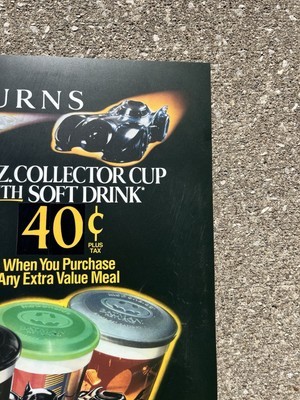 URNS
Z. COLLECTOR CUP
TH SOFT DRINK*
40¢
PLUS
TAX
When You Purchase
Any Extra Value Meal